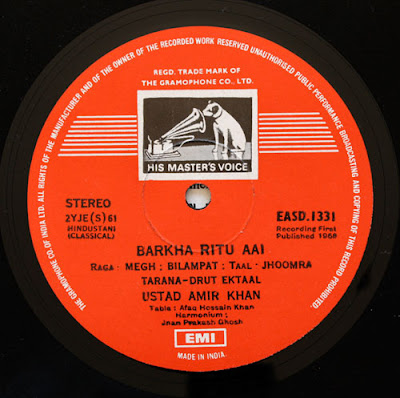 ALL RIGHTS OF THE MANUFACTURER AND OF THE OWNER OF THE RECORDED WORK RESERVED UNAUTHORISED PUBLIC PERFORMANCE BROADCASTING AND COPYING OF THIS RECORD PROHIBITED.
THE GRAMOPHONE CO. OF INDIA LTD.
REGD. TRADE MARK OF
THE GRAMOPHONE CO., LTD.
HIS MASTER'S VOICE
STEREO
2YJE(S)61
HINDUSTANI
(CLASSICAL)
EASD.1331
Recording First
Published 1968
BARKHA RITU AAI
RAGA: MEGH; BILAMPAT; TAAL-JHOOMRA
TARANA-DRUT EKTAAL
USTAD AMIR KHAN
Table: Afaq Hossain Khan
Harmonium;
Jnan Prakash Ghosh
EMI
MADE IN INDIA.